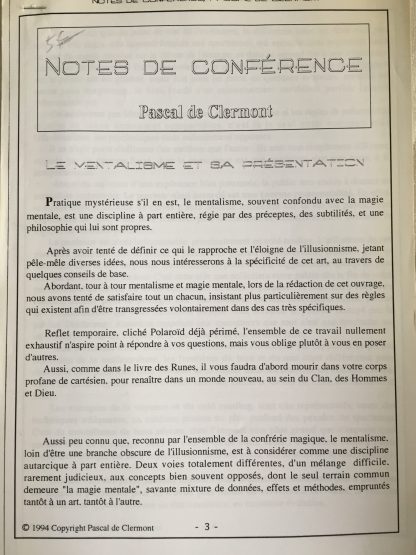 NOTES DE CONFÉRENCE
Pascal de Clermont
LE MENTALISME ET SA PRÉSENTATION
Pratique mystérieuse s'il en est, le mentalisme, souvent confondu avec la magie
mentale, est une discipline à part entière, régie par des préceptes, des subtilités, et une
philosophie qui lui sont propres.
Après avoir tenté de définir ce qui le rapproche et l'éloigne de l'illusionnisme, jetant
pêle-mêle diverses idées, nous nous intéresserons à la spécificité de cet art, au travers de
quelques conseils de base.
Abordant, tour à tour mentalisme et magie mentale, lors de la rédaction de cet ouvrage,
nous avons tenté de satisfaire tout un chacun, insistant plus particulièrement sur des règles
qui existent afin d'être transgressées volontairement dans des cas très spécifiques.
Reflet temporaire, cliché Polaroïd déjà périmé, l'ensemble de ce travail nullement
exhaustif n'aspire point à répondre à vos questions, mais vous oblige plutôt à vous en poser
d'autres.
Aussi, comme dans le livre des Runes, il vous faudra d'abord mourir dans votre corps
profane de cartésien, pour renaître dans un monde nouveau, au sein du Clan, des Hommes
et Dieu.
Aussi peu connu que, reconnu par l'ensemble de la confrérie magique, le mentalisme,
loin d'être une branche obscure de l'illusionnisme, est à considérer comme une discipline
autarcique à part entière. Deux voies totalement différentes, d'un mélange difficile,
rarement judicieux, aux concepts bien souvent opposés, dont le seul terrain commun
demeure "la magie mentale", savante mixture de données, effets et méthodes, empruntés
tantôt à un art, tantôt à l'autre.
© 1994 Copyright Pascal de Clermont - 3 -